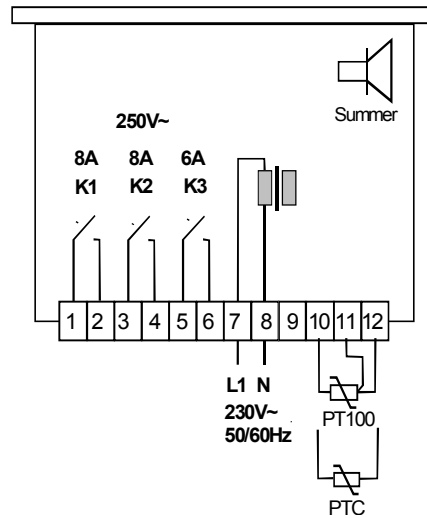 Summer
250V~
8A 8A 6A
K1 K2 K3
1 2 3 4 5 6 7 8 9 10 11 12
L1 N
230V~
50/60Hz
PT100
PTC